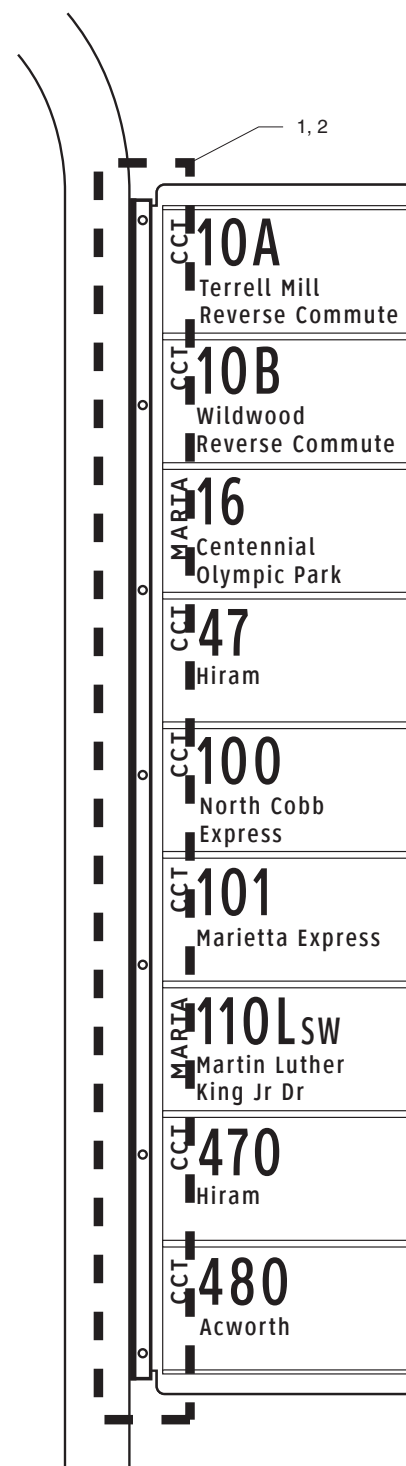 1, 2
CCT
10A
Terrell Mill
Reverse Commute
CCT
10B
Wildwood
Reverse Commute
MARTA
16
Centennial
Olympic Park
CCT
47
Hiram
CCT
100
North Cobb
Express
CCT
101
Marietta Express
MARTA
110L SW
Martin Luther
King Jr Dr
CCT
470
Hiram
CCT
480
Acworth